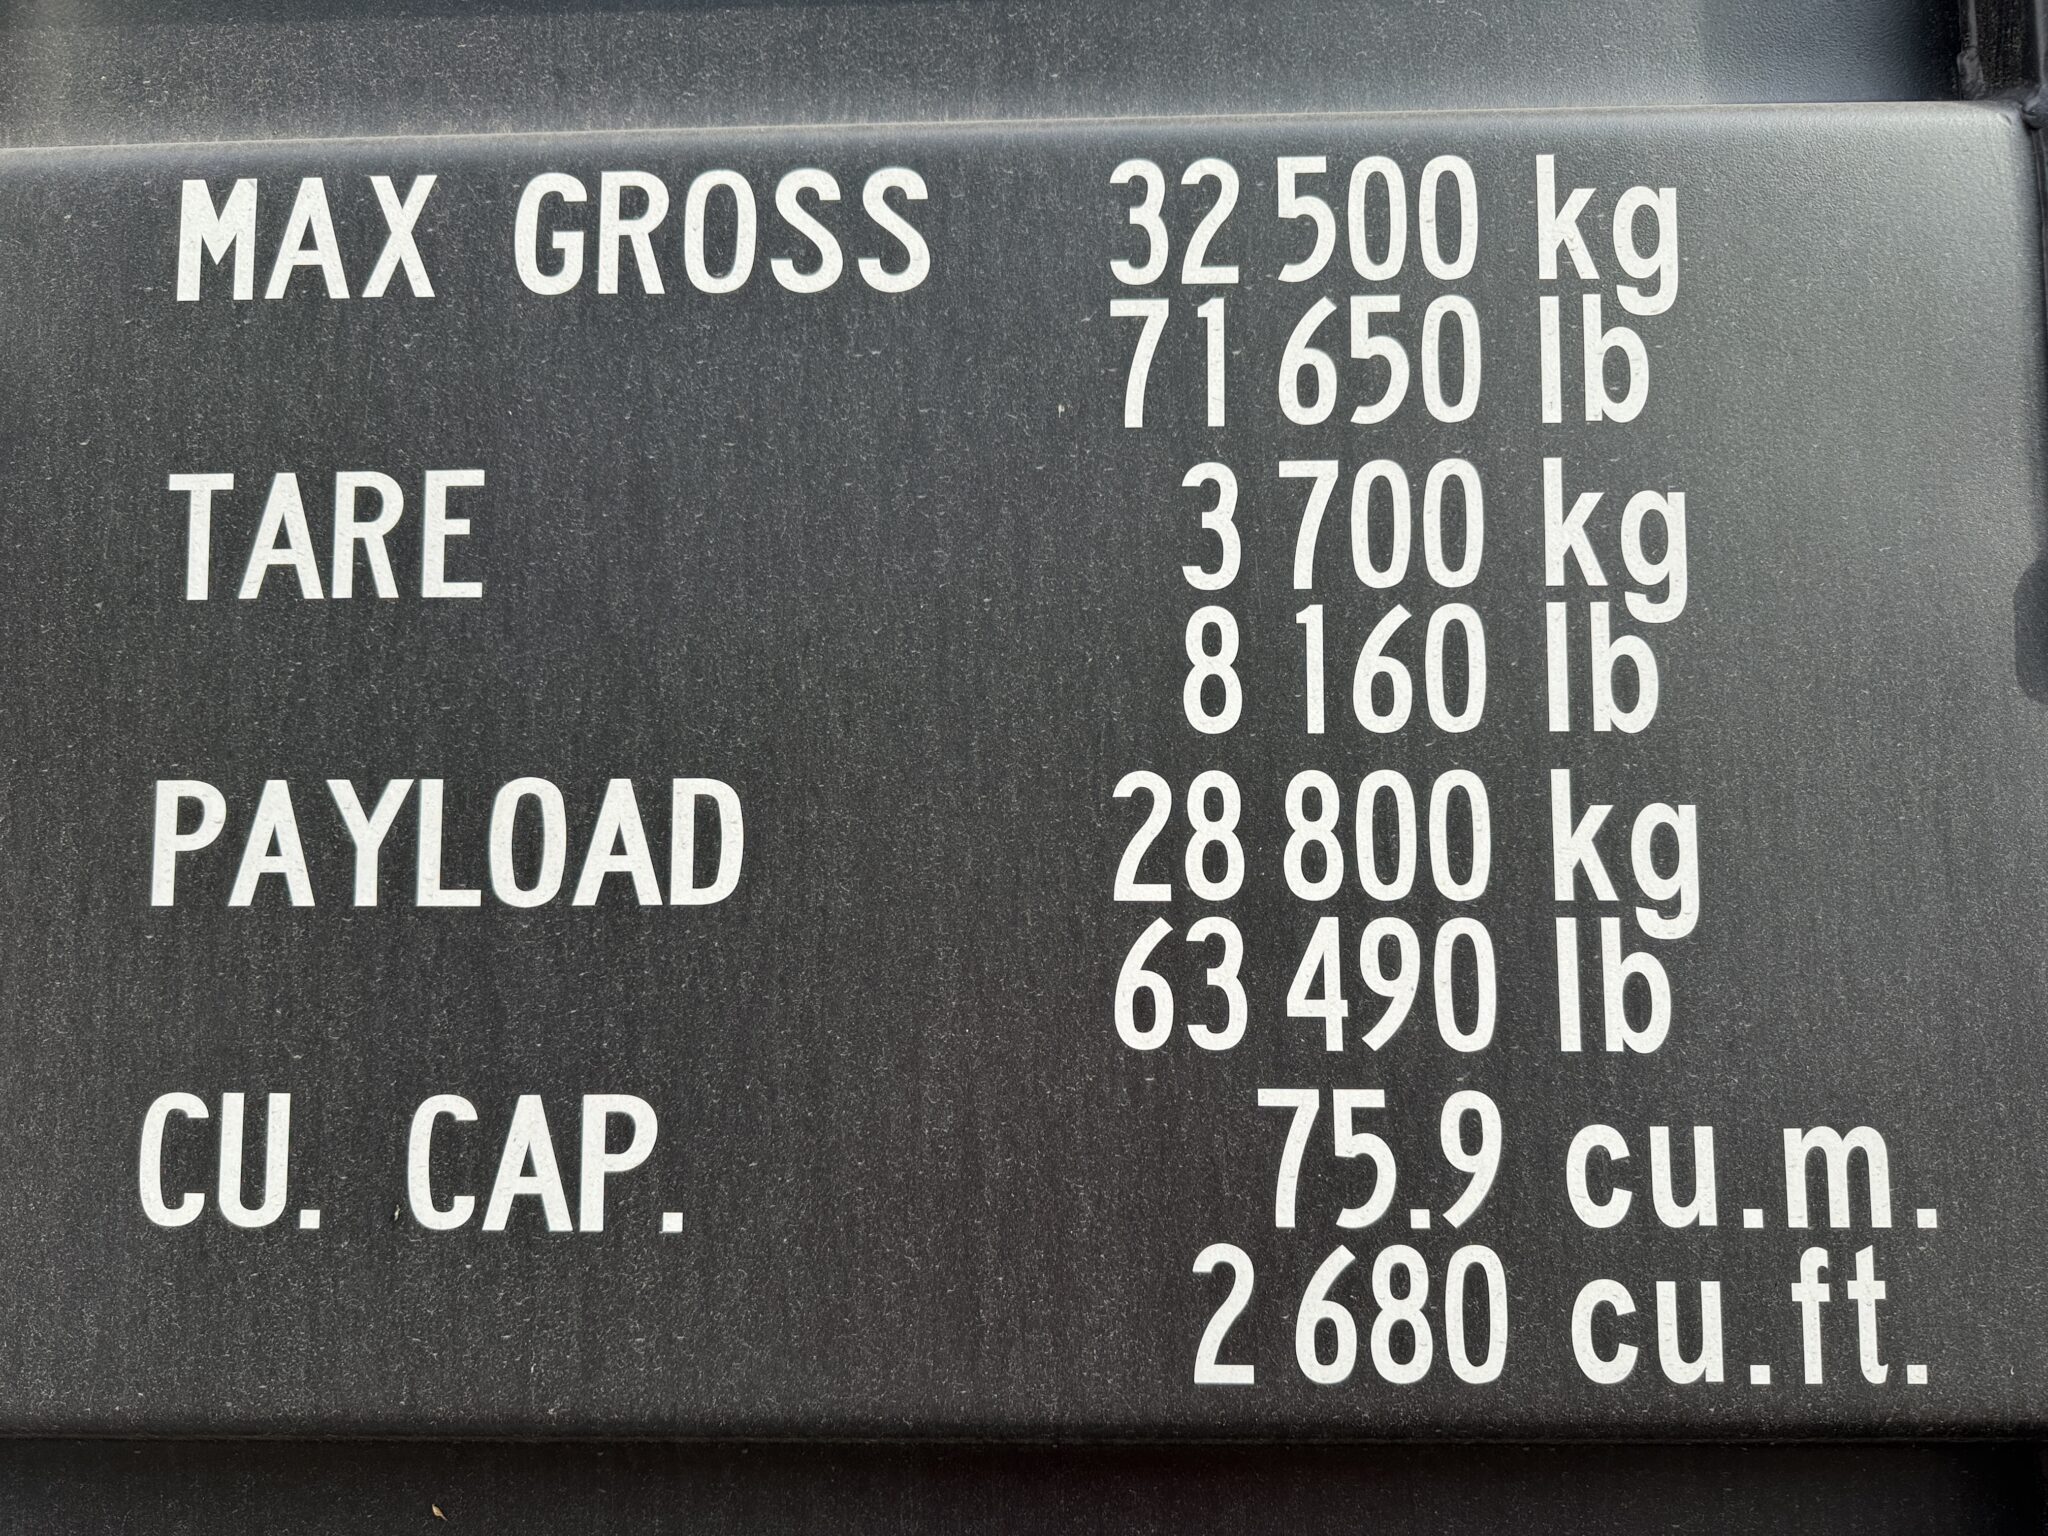 MAX GROSS 32 500 kg
71 650 lb
TARE 3 700 kg
8 160 lb
PAYLOAD 28 800 kg
63 490 lb
CU. CAP. 75.9 cu.m.
2 680 cu.ft.